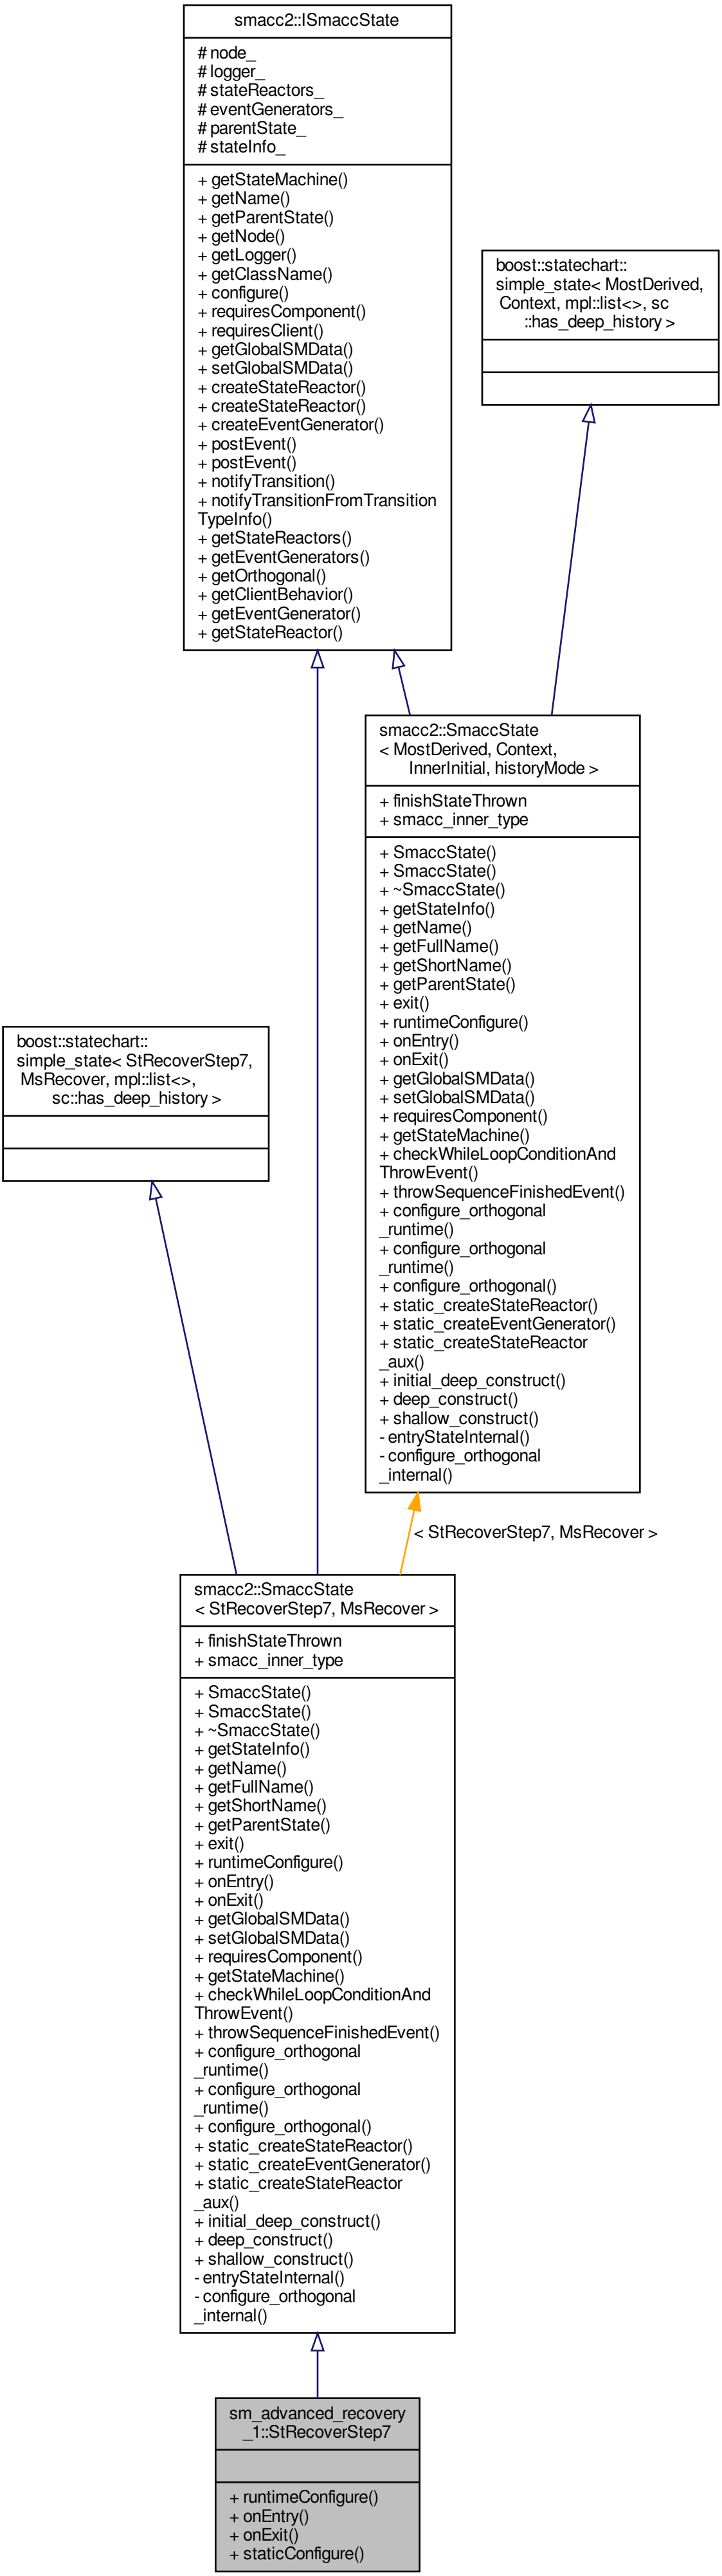 smacc2::ISmaccState
# node_
# logger_
# stateReactors_
# eventGenerators_
# parentState_
# stateInfo_
+ getStateMachine()
+ getName()
+ getParentState()
+ getNode()
+ getLogger()
+ getClassName()
+ configure()
+ requiresComponent()
+ requiresClient()
+ getGlobalSMData()
+ setGlobalSMData()
+ createStateReactor()
+ createStateReactor()
+ createEventGenerator()
+ postEvent()
+ postEvent()
+ notifyTransition()
+ notifyTransitionFromTransition
TypeInfo()
+ getStateReactors()
+ getEventGenerators()
+ getOrthogonal()
+ getClientBehavior()
+ getEventGenerator()
+ getStateReactor()
boost::statechart::
simple_state< MostDerived,
Context, mpl::list<>, sc
::has_deep_history >
smacc2::SmaccState
< MostDerived, Context,
InnerInitial, historyMode >
+ finishStateThrown
+ smacc_inner_type
+ SmaccState()
+ SmaccState()
+ ~SmaccState()
+ getStateInfo()
+ getName()
+ getFullName()
+ getShortName()
+ getParentState()
+ exit()
+ runtimeConfigure()
+ onEntry()
+ onExit()
+ getGlobalSMData()
+ setGlobalSMData()
+ requiresComponent()
+ getStateMachine()
+ checkWhileLoopConditionAnd
ThrowEvent()
+ throwSequenceFinishedEvent()
+ configure_orthogonal
_runtime()
+ configure_orthogonal
_runtime()
+ configure_orthogonal()
+ static_createStateReactor()
+ static_createEventGenerator()
+ static_createStateReactor
_aux()
+ initial_deep_construct()
+ deep_construct()
+ shallow_construct()
- entryStateInternal()
- configure_orthogonal
_internal()
boost::statechart::
simple_state< StRecoverStep7,
MsRecover, mpl::list<>,
sc::has_deep_history >
< StRecoverStep7, MsRecover >
smacc2::SmaccState
< StRecoverStep7, MsRecover >
+ finishStateThrown
+ smacc_inner_type
+ SmaccState()
+ SmaccState()
+ ~SmaccState()
+ getStateInfo()
+ getName()
+ getFullName()
+ getShortName()
+ getParentState()
+ exit()
+ runtimeConfigure()
+ onEntry()
+ onExit()
+ getGlobalSMData()
+ setGlobalSMData()
+ requiresComponent()
+ getStateMachine()
+ checkWhileLoopConditionAnd
ThrowEvent()
+ throwSequenceFinishedEvent()
+ configure_orthogonal
_runtime()
+ configure_orthogonal
_runtime()
+ configure_orthogonal()
+ static_createStateReactor()
+ static_createEventGenerator()
+ static_createStateReactor
_aux()
+ initial_deep_construct()
+ deep_construct()
+ shallow_construct()
- entryStateInternal()
- configure_orthogonal
_internal()
sm_advanced_recovery
_1::StRecoverStep7
+ runtimeConfigure()
+ onEntry()
+ onExit()
+ staticConfigure()